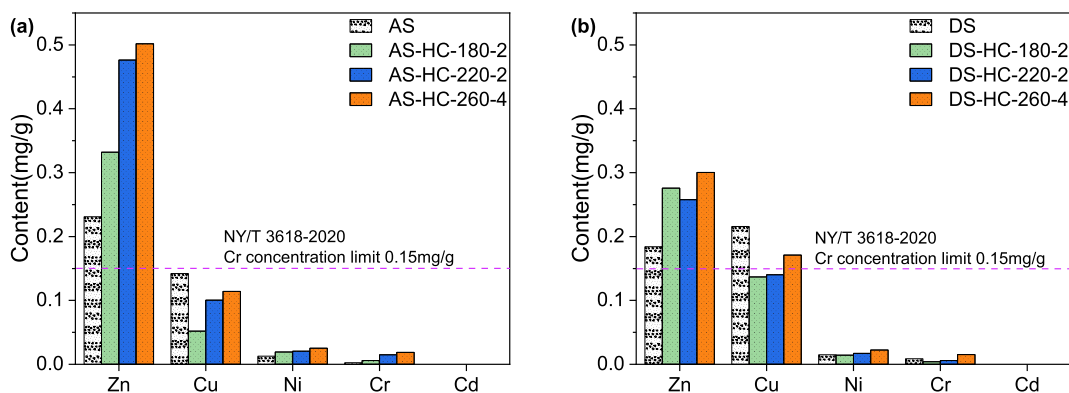 (a)
AS
AS-HC-180-2
AS-HC-220-2
AS-HC-260-4
Content(mg/g)
0.5
0.4
0.3
0.2
0.1
0.0
NY/T 3618-2020
Cr concentration limit 0.15mg/g
Zn Cu Ni Cr Cd
(b)
DS
DS-HC-180-2
DS-HC-220-2
DS-HC-260-4
Content(mg/g)
0.5
0.4
0.3
0.2
0.1
0.0
NY/T 3618-2020
Cr concentration limit 0.15mg/g
Zn Cu Ni Cr Cd